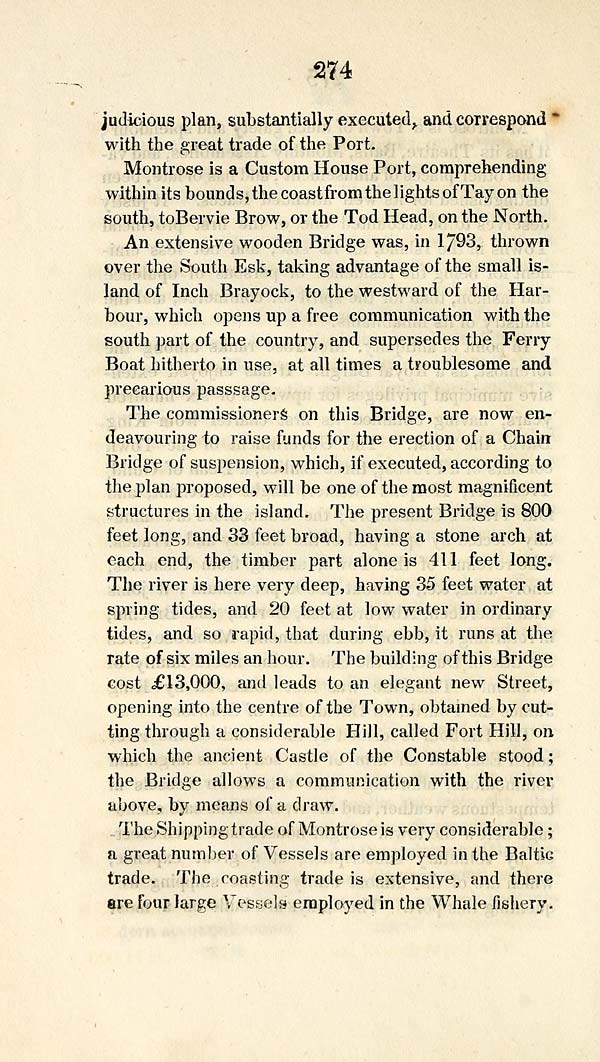 274
judicious plan, substantially executed, and correspond
with the great trade of the Port.
Montrose is a Custom House Port, comprehending
within its bounds, the coast from the lights of Tay on the
south, toBervie Brow, or the Tod Head, on the North.
An extensive wooden Bridge was, in 1793, thrown
over the South Esk, taking advantage of the small is-
land of Inch Brayock, to the westward of the Har-
bour, which opens up a free communication with the
south part of the country, and supersedes the Ferry
Boat hitherto in use, at all times a troublesome and
precarious passsage.
The commissioners on this Bridge, are now en-
deavouring to raise funds for the erection of a Chain
Bridge of suspension, which, if executed, according to
the plan proposed, will be one of the most magnificent
structures in the island. The present Bridge is 800
feet long, and 33 feet broad, having a stone arch at
each end, the timber part alone is 411 feet long.
The river is here very deep, having 35 feet water at
spring tides, and 20 feet at low water in ordinary
tides, and so rapid, that during ebb, it runs at the
rate of six miles an hour. The building of this Bridge
cost £13,000, and leads to an elegant new Street,
opening into the centre of the Town, obtained by cut-
ting through a considerable Hill, called Fort Hill, on
which the ancient Castle of the Constable stood;
the Bridge allows a communication with the river
above, by means of a draw.
The Shipping trade of Montrose is very considerable;
a great number of Vessels are employed in the Baltic
trade. The coasting trade is extensive, and there
are four large Vessels employed in the Whale fishery.